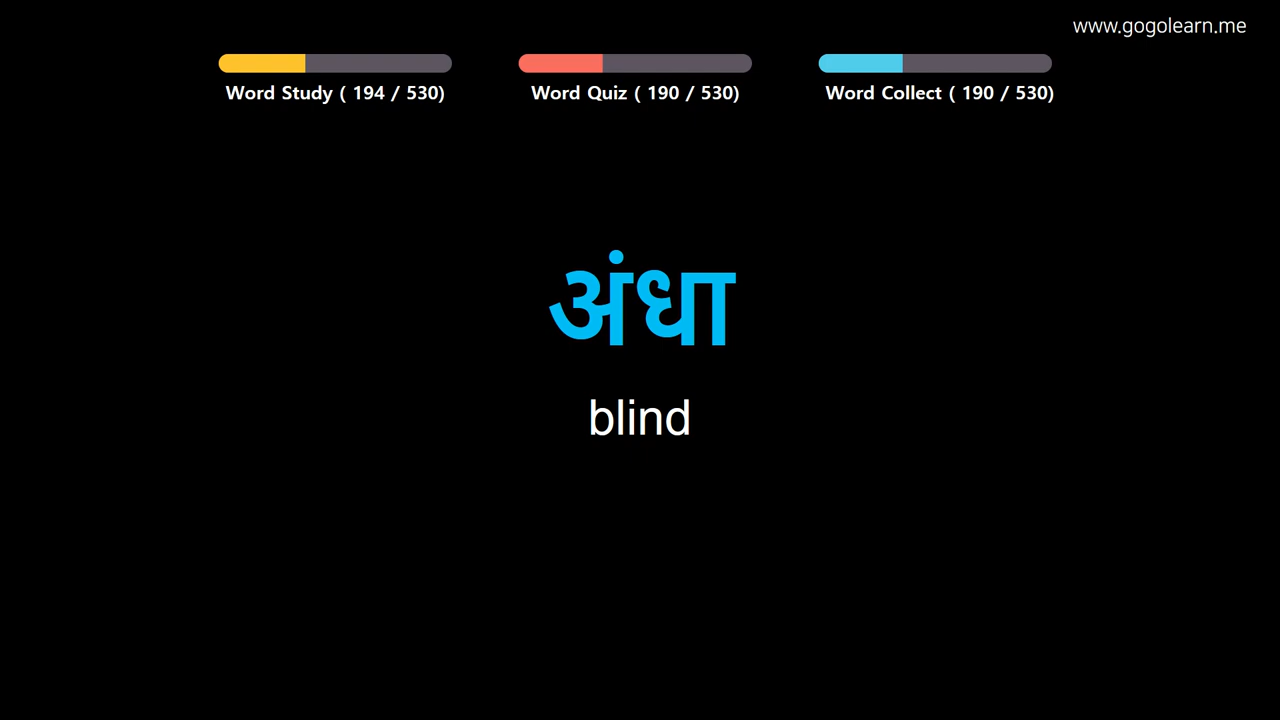 www.gogolearn.me
Word Study ( 194 / 530)
Word Quiz ( 190 / 530)
Word Collect ( 190 / 530)
अंधा
blind